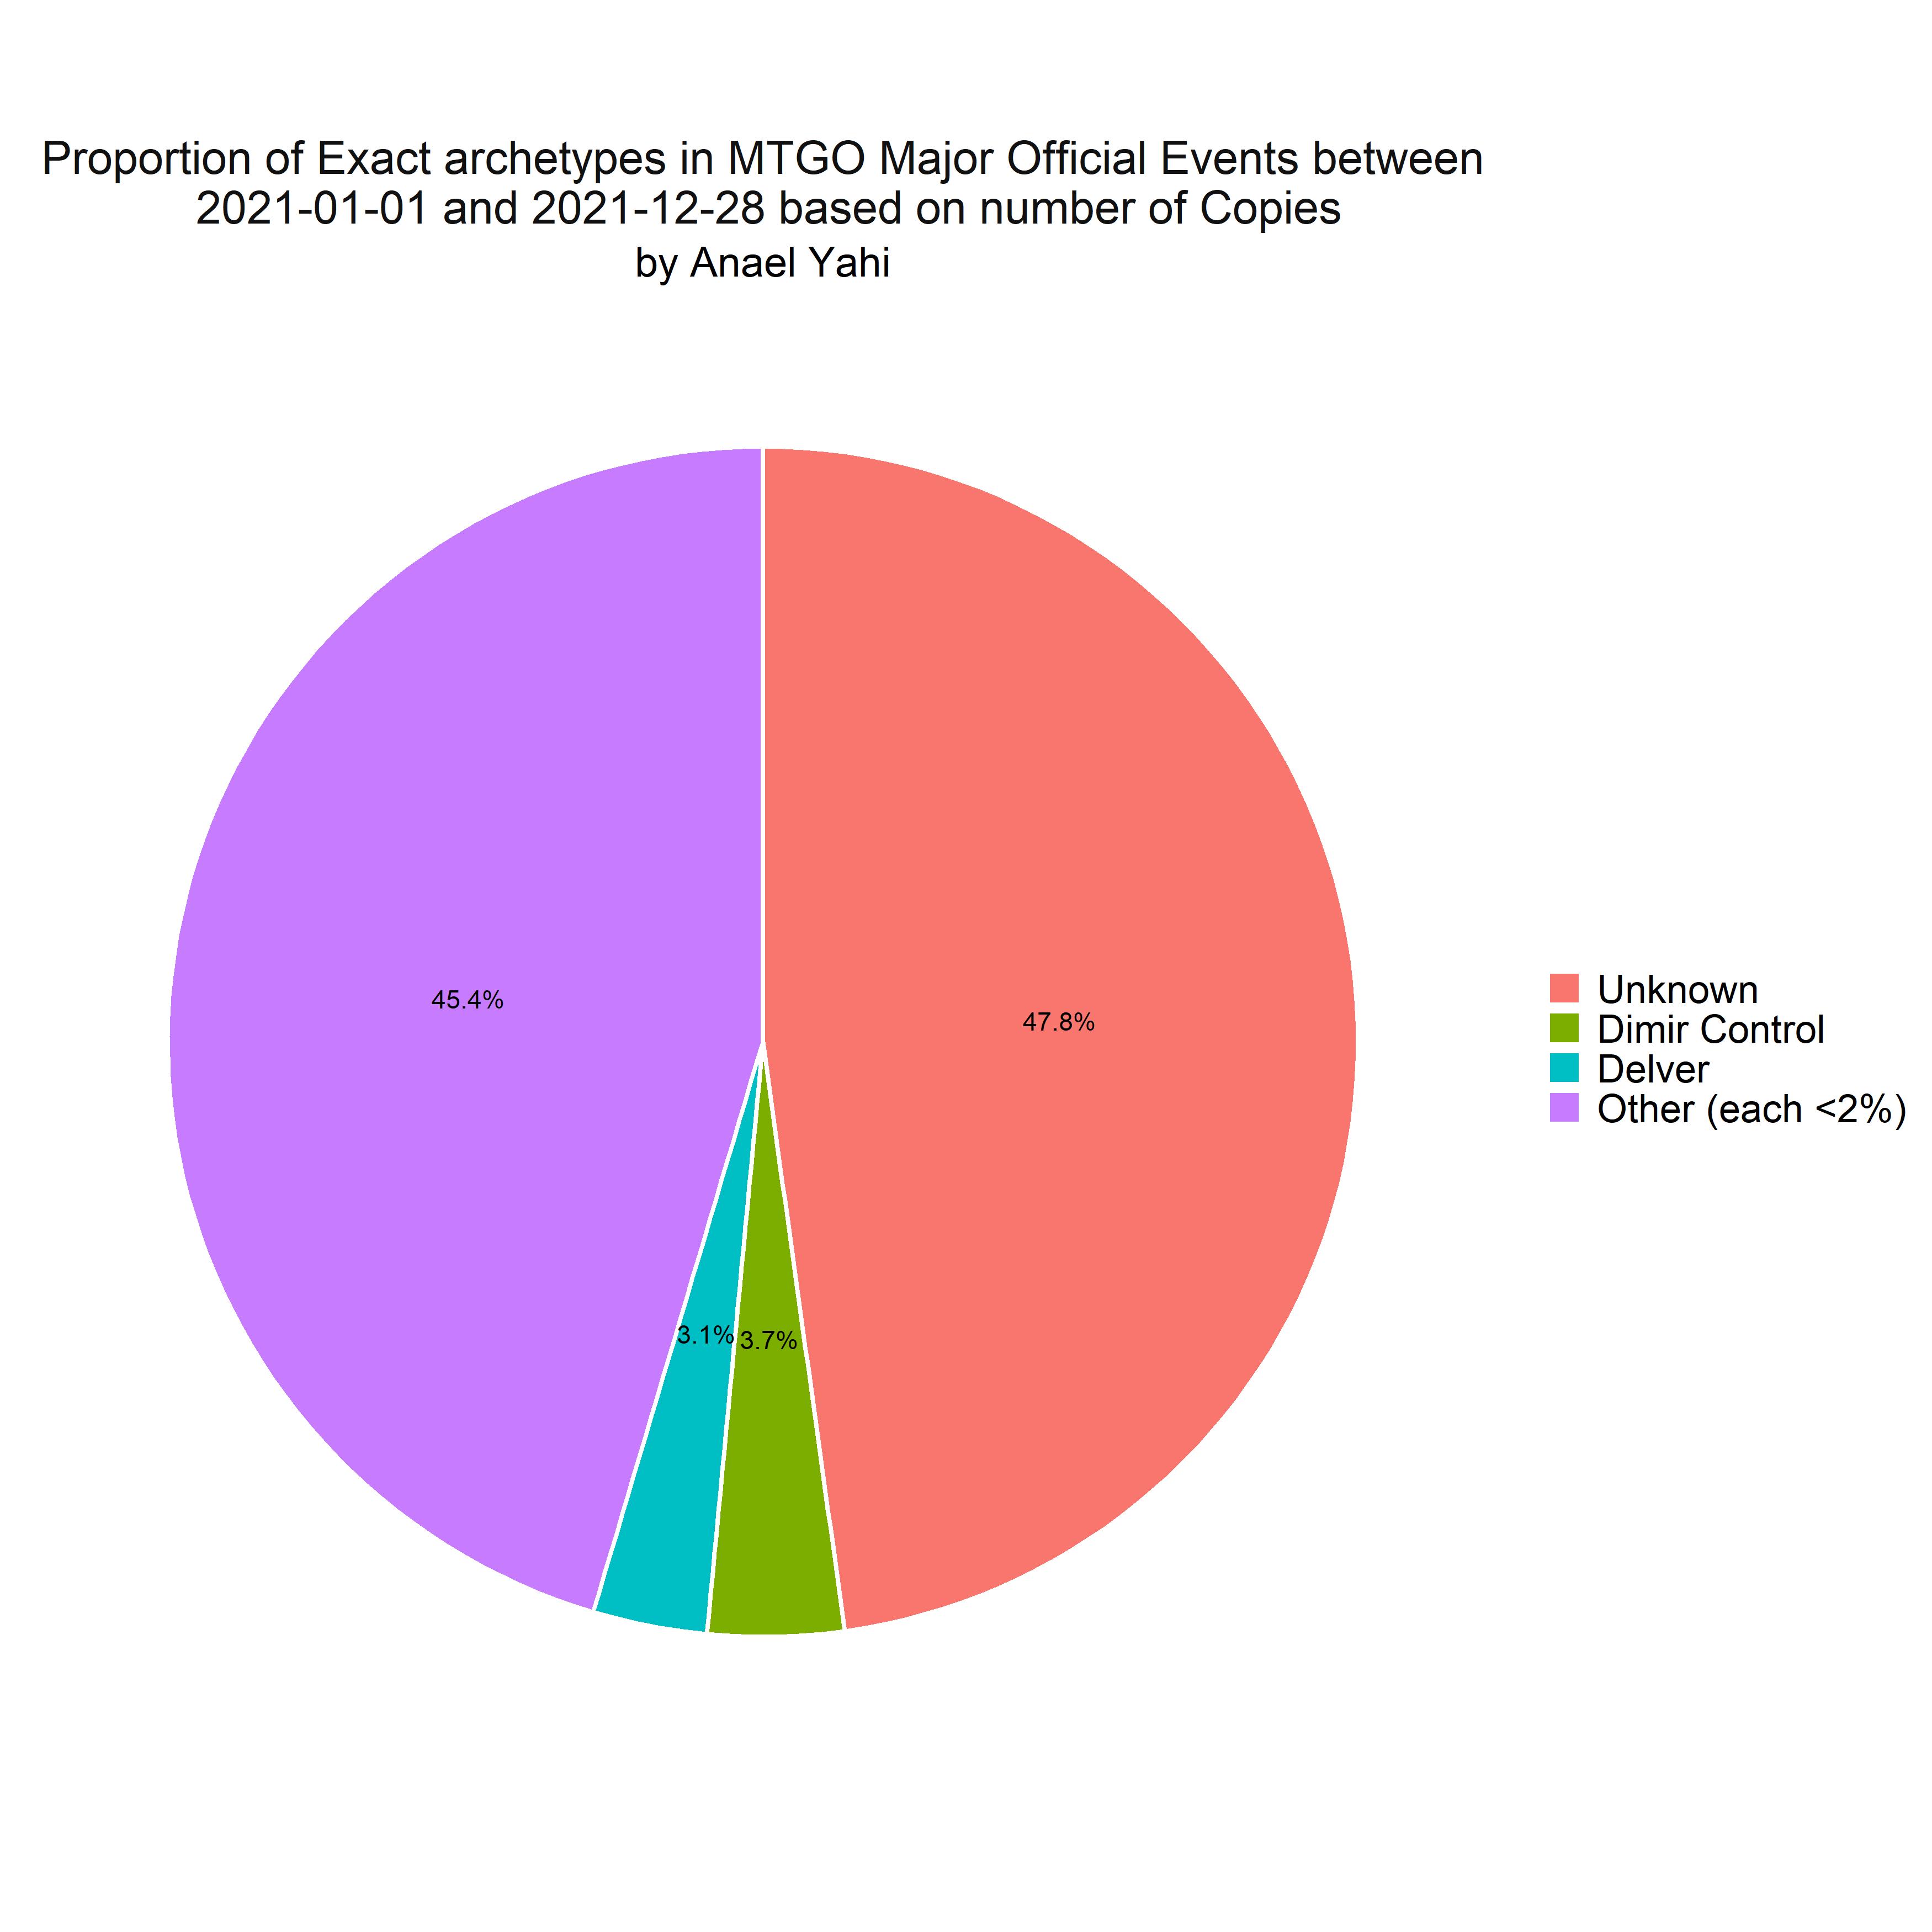 Proportion of Exact archetypes in MTGO Major Official Events between
2021-01-01 and 2021-12-28 based on number of Copies
by Anael Yahi
45.4%
47.8%
3.1%
3.7%
Unknown
Dimir Control
Delver
Other (each <2%)